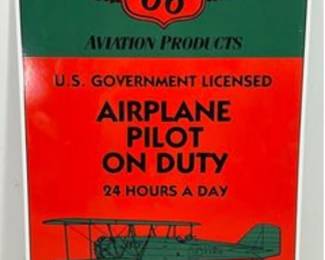 66
AVIATION PRODUCTS
U.S. GOVERNMENT LICENSED
AIRPLANE
PILOT
ON DUTY
24 HOURS A DAY